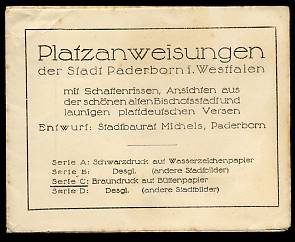 Platzanweisungen
der Stadt Paderborn i. Westfalen
mit Schattenrissen, Ansichten aus
der schönen alten Bischofsstadt und
launigen plattdeutschen Versen
Entwurf: Stadtbaurat Michels, Paderborn
Serie A: Schwarzdruck auf Wasserzeichenpapier
Serie B: Desgl. (andere Stadtbilder)
Serie C: Braundruck auf Büttenpapier
Serie D: Desgl. (andere Stadtbilder)